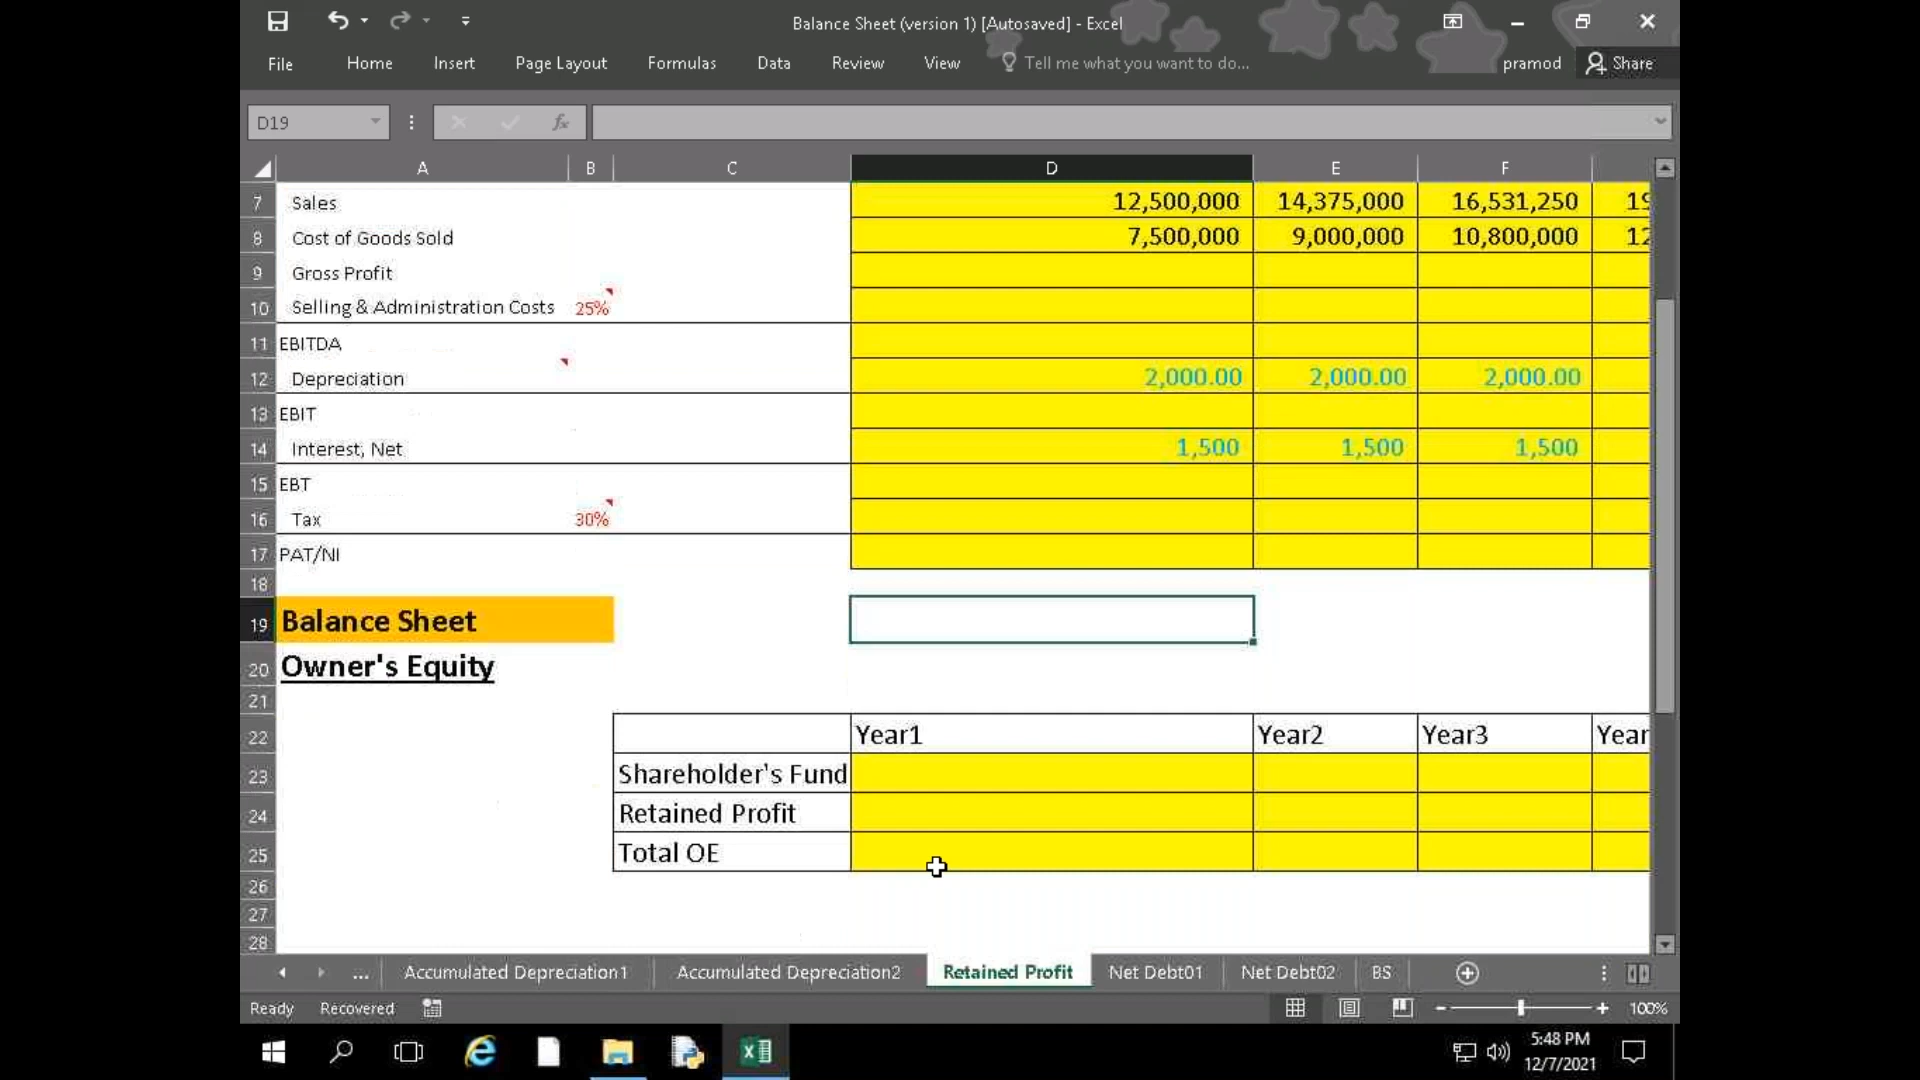 Balance Sheet (version 1) [Autosaved] - Excel
File Home Insert Page Layout Formulas Data Review View Tell me what you want to do... pramod Share
D19 fx
A B C D E F
7 Sales 12,500,000 14,375,000 16,531,250
8 Cost of Goods Sold 7,500,000 9,000,000 10,800,000 12
9 Gross Profit
10 Selling & Administration Costs 25%
11 EBITDA
12 Depreciation 2,000.00 2,000.00 2,000.00
13 EBIT
14 Interest, Net 1,500 1,500 1,500
15 EBT
16 Tax 30%
17 PAT/NI
18
19 Balance Sheet
20 Owner's Equity
21
22 Year1 Year2 Year3 Year
23 Shareholder's Fund
24 Retained Profit
25 Total OE
26
27
28
... Accumulated Depreciation1 Accumulated Depreciation2 Retained Profit Net Debt01 Net Debt02 BS
Ready Recovered 100%
5:48 PM
12/7/2021